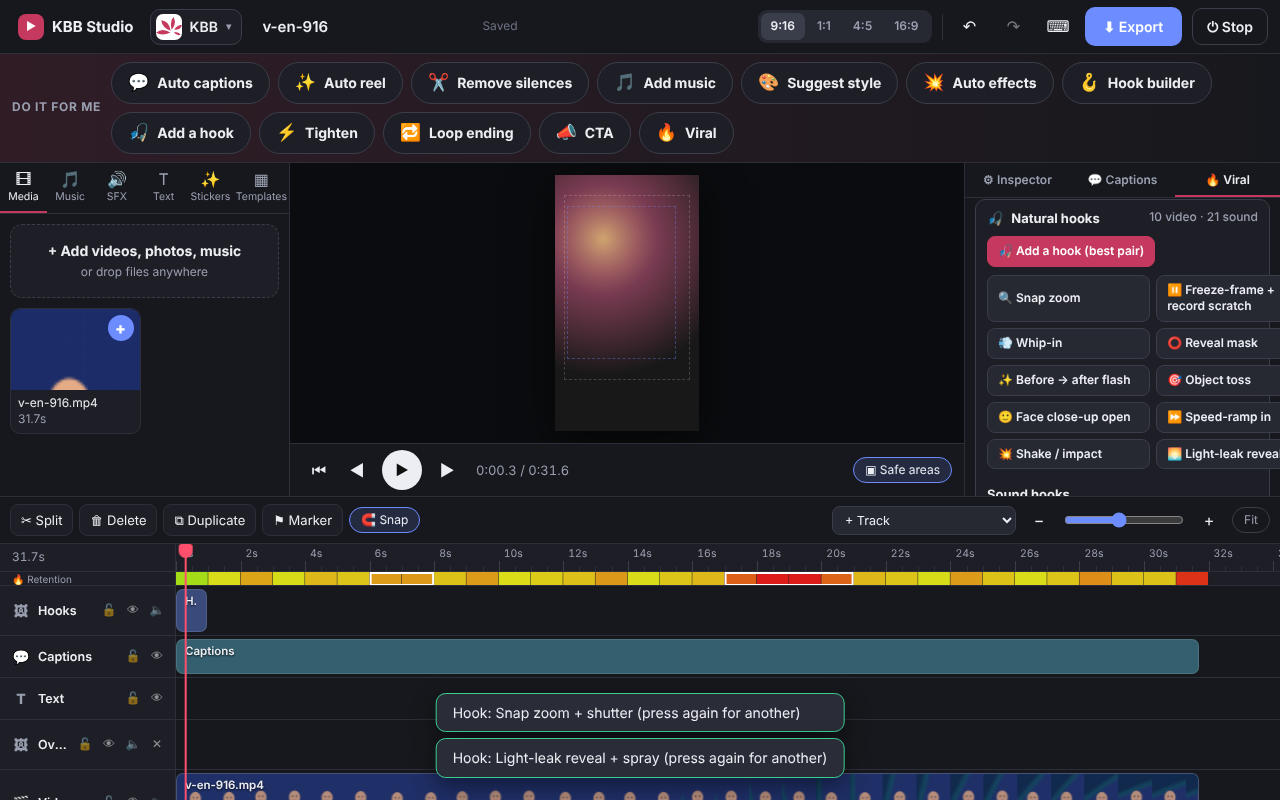 KBB Studio
KBB
v-en-916
Saved
9:16 1:1 4:5 16:9
Export
Stop
DO IT FOR ME
Auto captions
Auto reel
Remove silences
Add music
Suggest style
Auto effects
Hook builder
Add a hook
Tighten
Loop ending
CTA
Viral
Media
Music
SFX
Text
Stickers
Templates
+ Add videos, photos, music
or drop files anywhere
v-en-916.mp4
31.7s
0:00.3 / 0:31.6
Safe areas
Inspector
Captions
Viral
Natural hooks
10 video · 21 sound
Add a hook (best pair)
Snap zoom
Freeze-frame +
record scratch
Whip-in
Reveal mask
Before → after flash
Object toss
Face close-up open
Speed-ramp in
Shake / impact
Light-leak reveal
Sound hooks
Split
Delete
Duplicate
Marker
Snap
+ Track
Fit
31.7s
2s 4s 6s 8s 10s 12s 14s 16s 18s 20s 22s 24s 26s 28s 30s 32s
Retention
Hooks
H.
Captions
Captions
Text
Ov...
v-en-916.mp4
Hook: Snap zoom + shutter (press again for another)
Hook: Light-leak reveal + spray (press again for another)